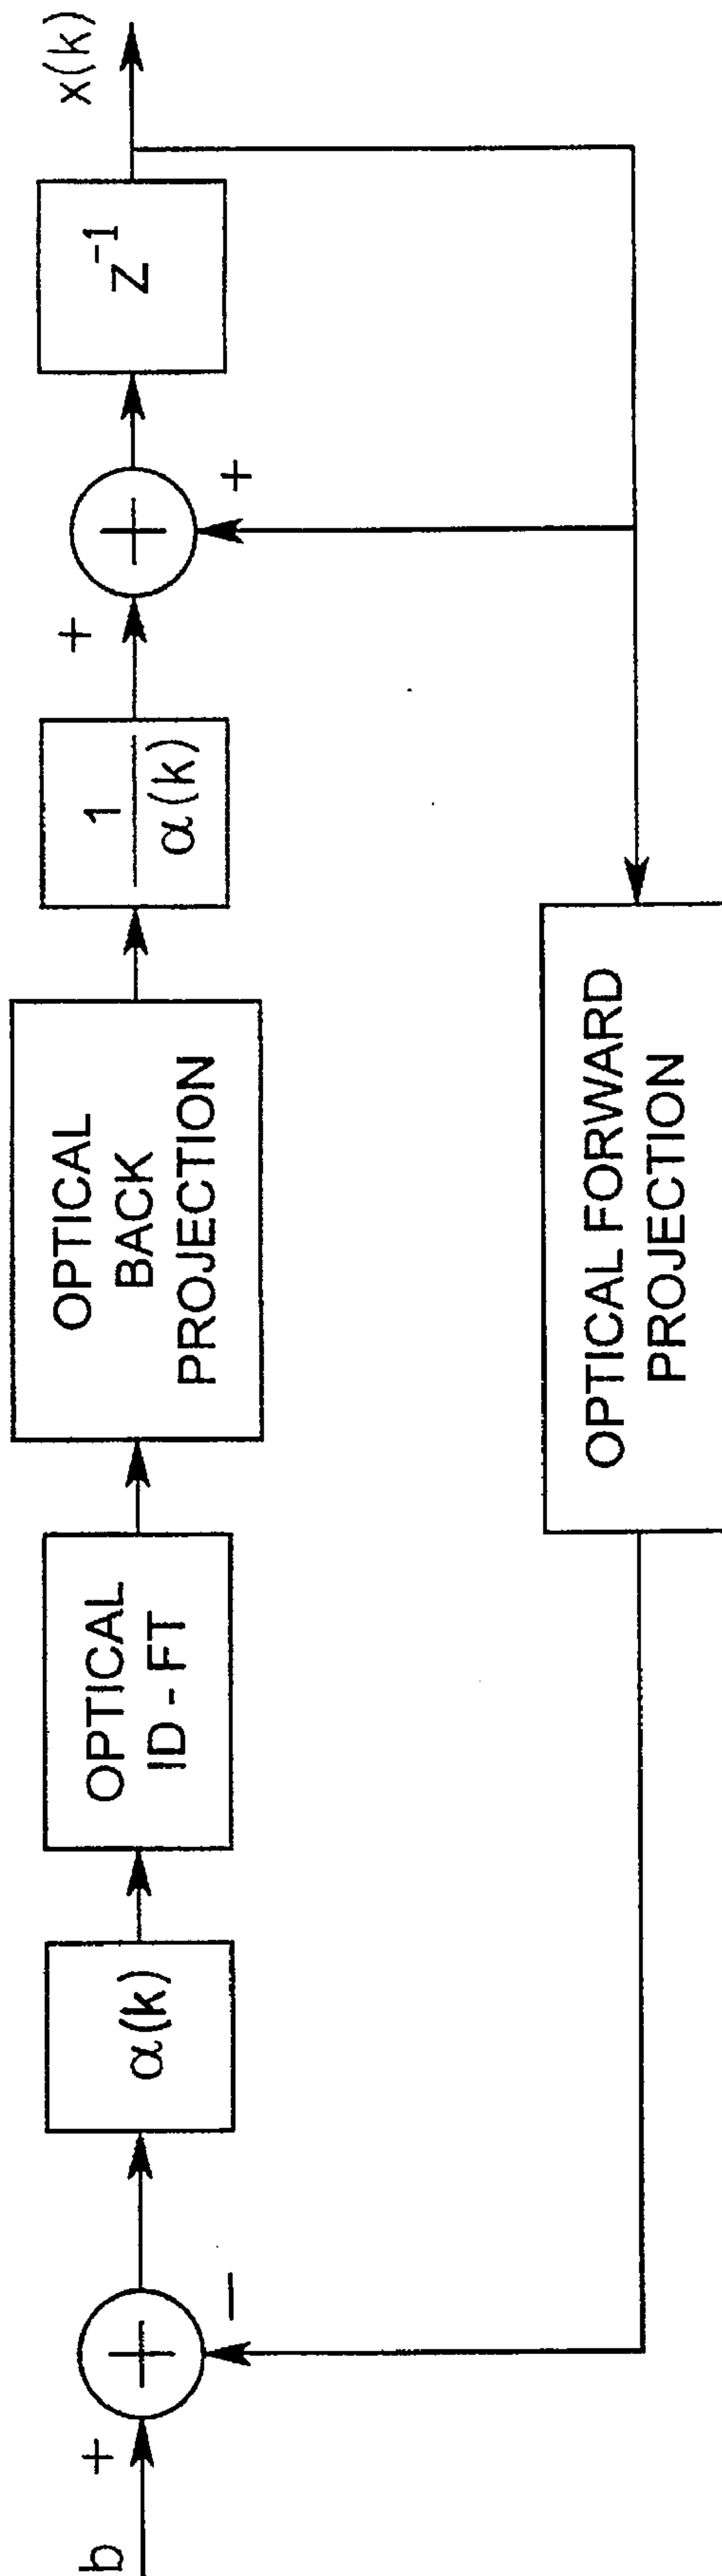 b
+
+
−
α(k)
OPTICAL
ID - FT
OPTICAL
BACK
PROJECTION
1
α(k)
+
+
+
Z⁻¹
x(k)
OPTICAL FORWARD
PROJECTION